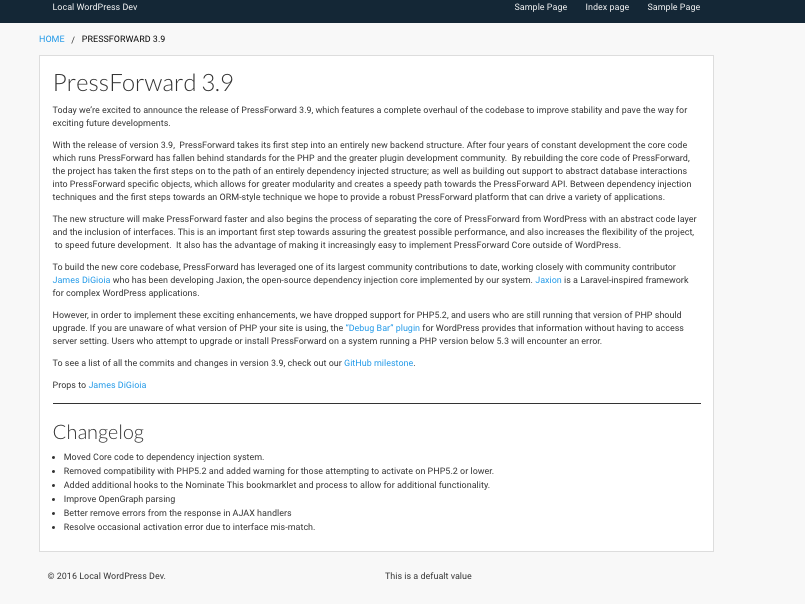 Local WordPress Dev Sample Page Index page Sample Page
HOME / PRESSFORWARD 3.9
PressForward 3.9
Today we're excited to announce the release of PressForward 3.9, which features a complete overhaul of the codebase to improve stability and pave the way for
exciting future developments.
With the release of version 3.9,  PressForward takes its first step into an entirely new backend structure. After four years of constant development the core code
which runs PressForward has fallen behind standards for the PHP and the greater plugin development community.  By rebuilding the core code of PressForward,
the project has taken the first steps on to the path of an entirely dependency injected structure; as well as building out support to abstract database interactions
into PressForward specific objects, which allows for greater modularity and creates a speedy path towards the PressForward API. Between dependency injection
techniques and the first steps towards an ORM-style technique we hope to provide a robust PressForward platform that can drive a variety of applications.
The new structure will make PressForward faster and also begins the process of separating the core of PressForward from WordPress with an abstract code layer
and the inclusion of interfaces. This is an important first step towards assuring the greatest possible performance, and also increases the flexibility of the project,
to speed future development.  It also has the advantage of making it increasingly easy to implement PressForward Core outside of WordPress.
To build the new core codebase, PressForward has leveraged one of its largest community contributions to date, working closely with community contributor
James DiGioia who has been developing Jaxion, the open-source dependency injection core implemented by our system. Jaxion is a Laravel-inspired framework
for complex WordPress applications.
However, in order to implement these exciting enhancements, we have dropped support for PHP5.2, and users who are still running that version of PHP should
upgrade. If you are unaware of what version of PHP your site is using, the "Debug Bar" plugin for WordPress provides that information without having to access
server setting. Users who attempt to upgrade or install PressForward on a system running a PHP version below 5.3 will encounter an error.
To see a list of all the commits and changes in version 3.9, check out our GitHub milestone.
Props to James DiGioia
Changelog
• Moved Core code to dependency injection system.
• Removed compatibility with PHP5.2 and added warning for those attempting to activate on PHP5.2 or lower.
• Added additional hooks to the Nominate This bookmarklet and process to allow for additional functionality.
• Improve OpenGraph parsing
• Better remove errors from the response in AJAX handlers
• Resolve occasional activation error due to interface mis-match.
© 2016 Local WordPress Dev. This is a defualt value